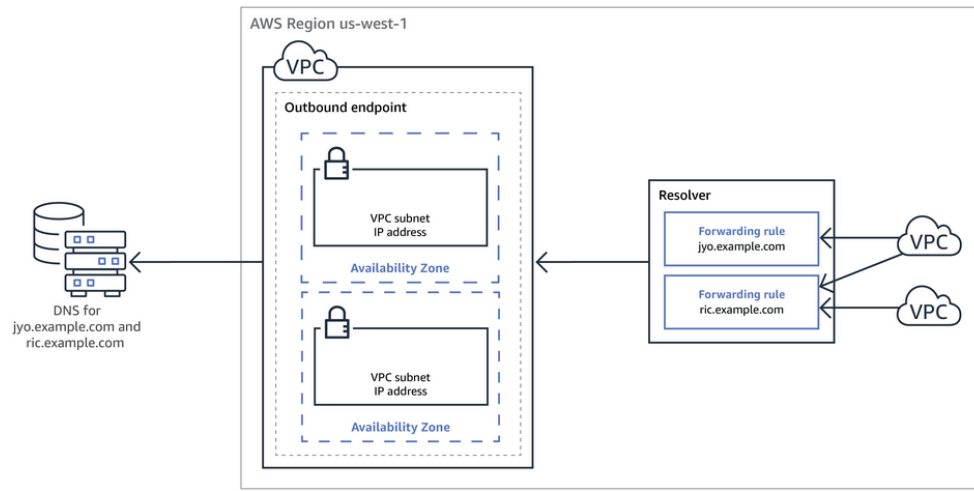 AWS Region us-west-1
VPC
Outbound endpoint
VPC subnet
IP address
Availability Zone
VPC subnet
IP address
Availability Zone
Resolver
Forwarding rule
jyo.example.com
Forwarding rule
ric.example.com
VPC
VPC
DNS for
jyo.example.com and
ric.example.com